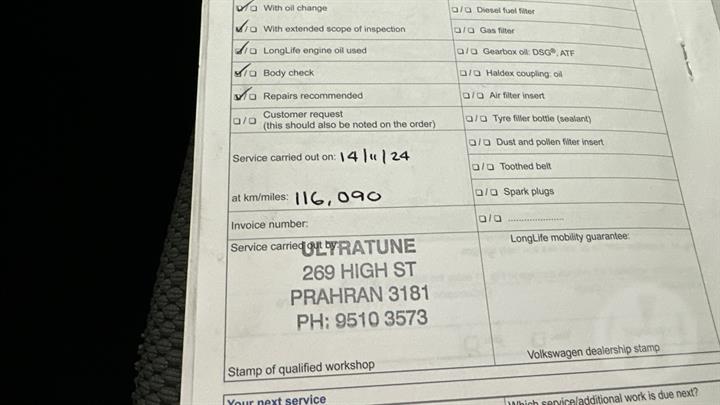 ☑/☐ With oil change
☑/☐ With extended scope of inspection
☑/☐ LongLife engine oil used
☑/☐ Body check
☑/☐ Repairs recommended
☐/☐ Customer request
(this should also be noted on the order)
Service carried out on: 14/11/24
at km/miles: 116,090
Invoice number:
Service carried out by:
ULTRATUNE
269 HIGH ST
PRAHRAN 3181
PH: 9510 3573
Stamp of qualified workshop
☐/☐ Diesel fuel filter
☐/☐ Gas filter
☐/☐ Gearbox oil: DSG®, ATF
☐/☐ Haldex coupling: oil
☐/☐ Air filter insert
☐/☐ Tyre filler bottle (sealant)
☐/☐ Dust and pollen filter insert
☐/☐ Toothed belt
☐/☐ Spark plugs
☐/☐ .....................
LongLife mobility guarantee:
Volkswagen dealership stamp
Your next service
Which service/additional work is due next?